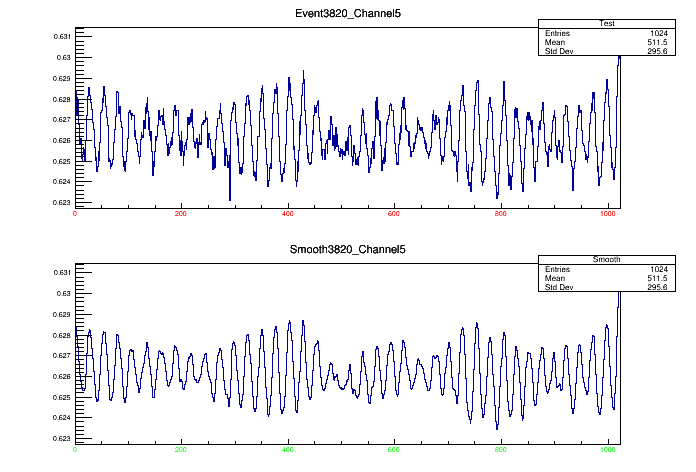 Event3820_Channel5
Test
Entries 1024
Mean 511.5
Std Dev 295.6
0.631
0.63
0.629
0.628
0.627
0.626
0.625
0.624
0.623
0 200 400 600 800 1000
Smooth3820_Channel5
Smooth
Entries 1024
Mean 511.5
Std Dev 295.6
0.631
0.63
0.629
0.628
0.627
0.626
0.625
0.624
0.623
0 200 400 600 800 1000